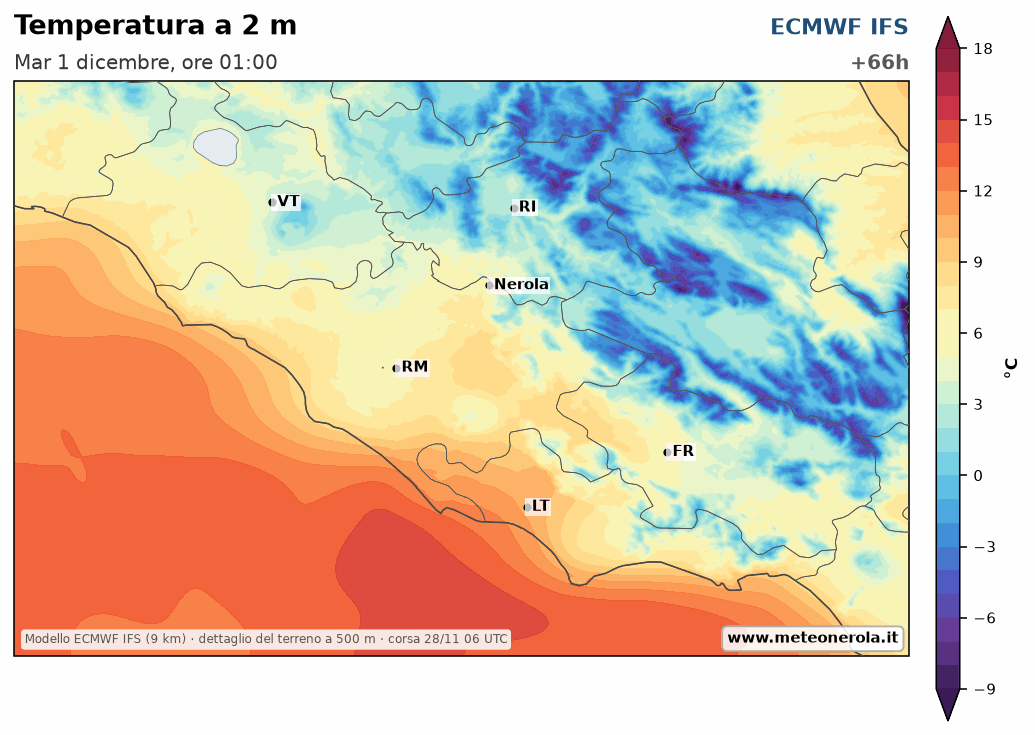 Temperatura a 2 m
ECMWF IFS
Mar 1 dicembre, ore 01:00
+66h
VT
RI
Nerola
RM
FR
LT
Modello ECMWF IFS (9 km) · dettaglio del terreno a 500 m · corsa 28/11 06 UTC
www.meteonerola.it
18
15
12
9
6
3
0
−3
−6
−9
°C